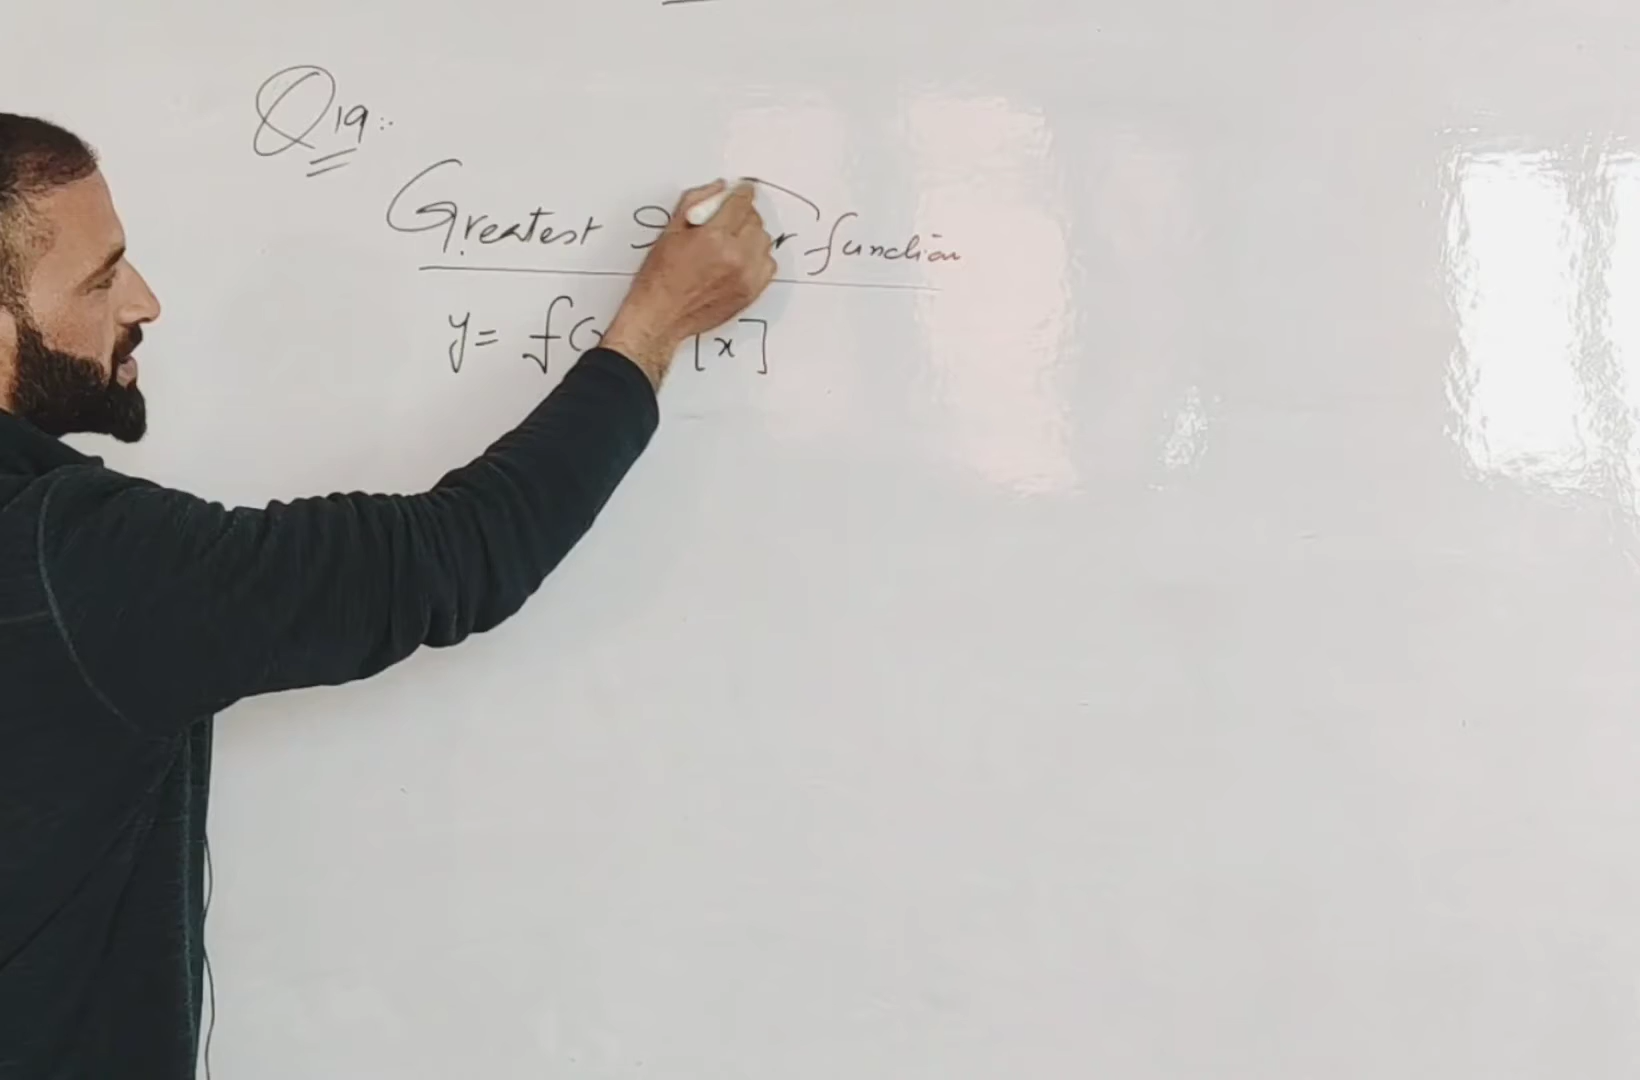 Q19:-
Greatest function
y = f(x [x]